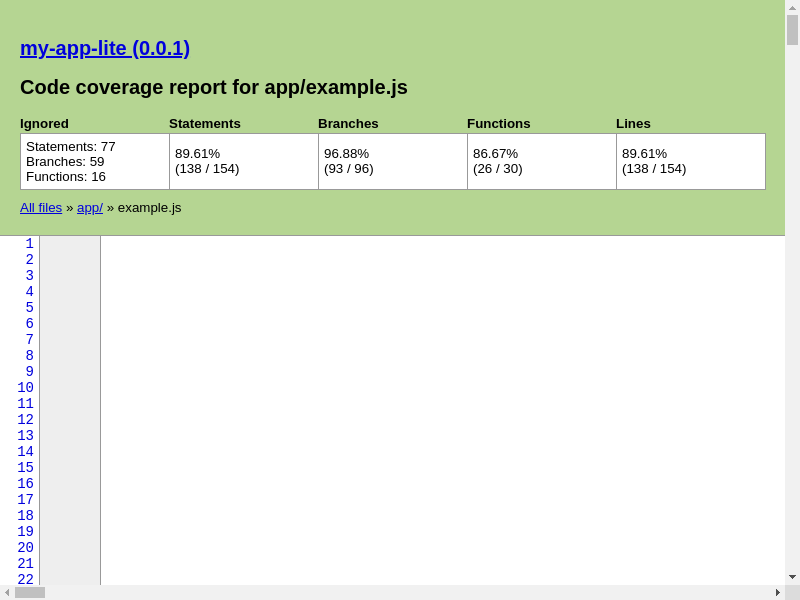 my-app-lite (0.0.1)
Code coverage report for app/example.js
Ignored Statements Branches Functions Lines
Statements: 77
Branches: 59
Functions: 16
89.61%
(138 / 154)
96.88%
(93 / 96)
86.67%
(26 / 30)
89.61%
(138 / 154)
All files » app/ » example.js
1
2
3
4
5
6
7
8
9
10
11
12
13
14
15
16
17
18
19
20
21
22